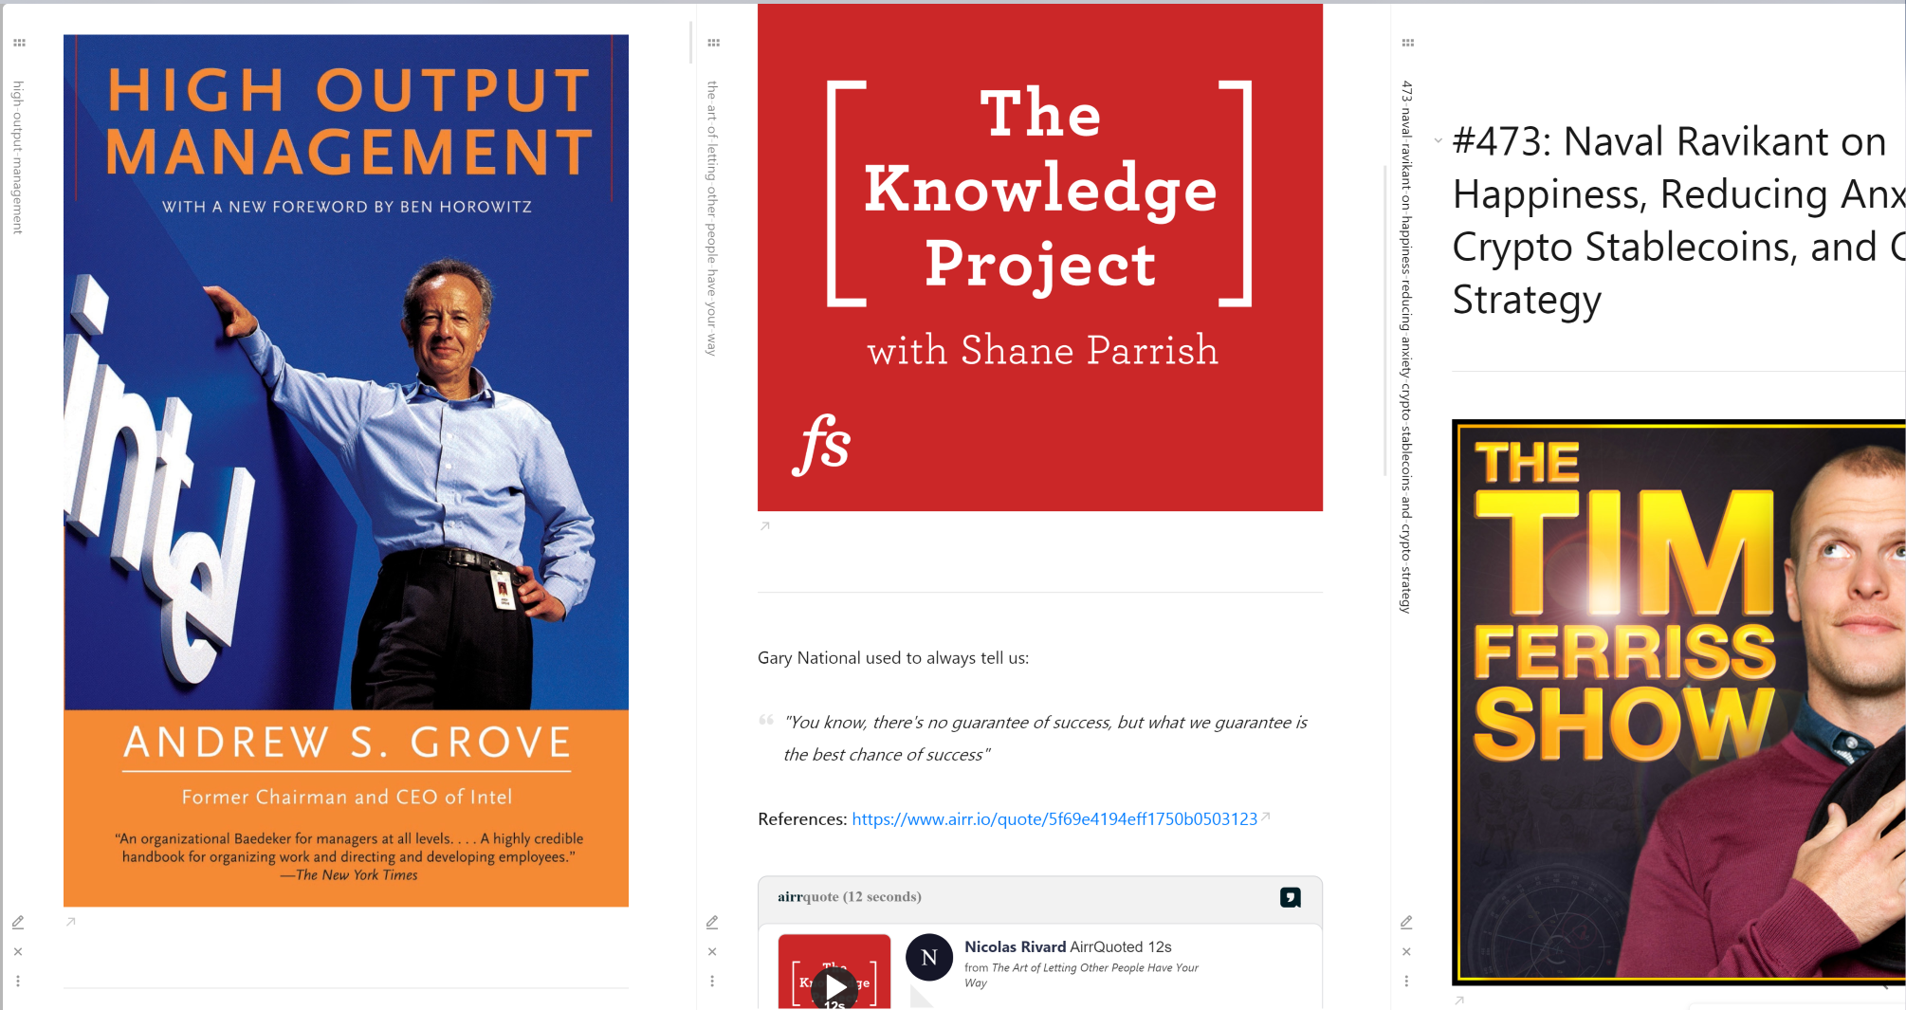 high-output-management
HIGH OUTPUT
MANAGEMENT
WITH A NEW FOREWORD BY BEN HOROWITZ
intel
ANDREW S. GROVE
Former Chairman and CEO of Intel
“An organizational Baedeker for managers at all levels. . . . A highly credible
handbook for organizing work and directing and developing employees.”
—The New York Times
the-art-of-letting-other-people-have-your-way
The
Knowledge
Project
with Shane Parrish
fs
Gary National used to always tell us:
"You know, there's no guarantee of success, but what we guarantee is
the best chance of success"
References: https://www.airr.io/quote/5f69e4194eff1750b0503123
airrquote (12 seconds)
The
Knowledge
12s
N
Nicolas Rivard AirrQuoted 12s
from The Art of Letting Other People Have Your
Way
473-naval-ravikant-on-happiness-reducing-anxiety-crypto-stablecoins-and-crypto-strategy
#473: Naval Ravikant on
Happiness, Reducing Anx
Crypto Stablecoins, and C
Strategy
THE
TIM
FERRISS
SHOW